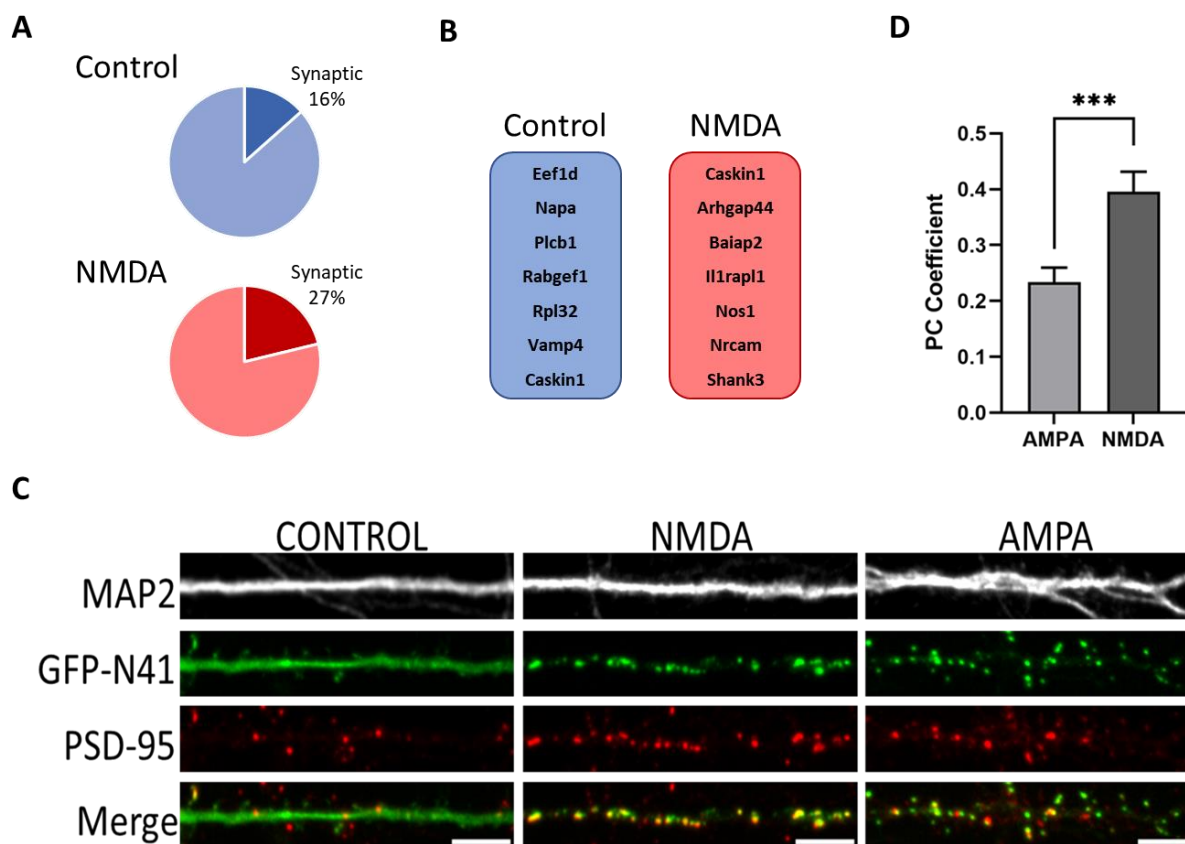 A
Control
Synaptic
16%
NMDA
Synaptic
27%
B
Control
Eef1d
Napa
Plcb1
Rabgef1
Rpl32
Vamp4
Caskin1
NMDA
Caskin1
Arhgap44
Baiap2
Il1rapl1
Nos1
Nrcam
Shank3
D
***
PC Coefficient
0.5
0.4
0.3
0.2
0.1
0.0
AMPA NMDA
C
CONTROL NMDA AMPA
MAP2
GFP-N41
PSD-95
Merge